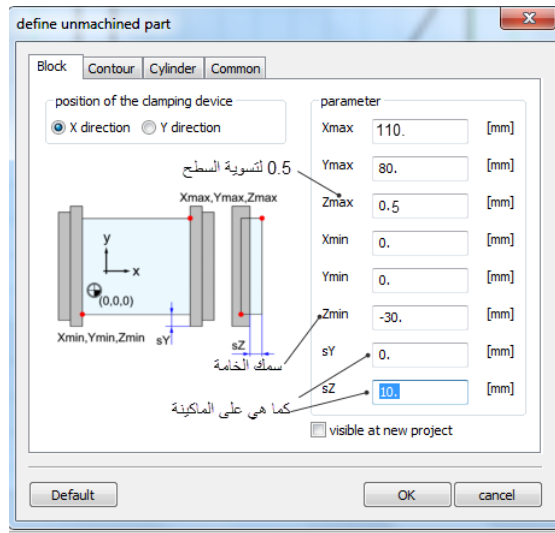 define unmachined part
Block Contour Cylinder Common
position of the clamping device
X direction Y direction
parameter
Xmax 110. [mm]
Ymax 80. [mm]
Zmax 0.5 [mm]
Xmin 0. [mm]
Ymin 0. [mm]
Zmin -30. [mm]
sY 0. [mm]
sZ 10. [mm]
0.5 لتسوية السطح
Xmax,Ymax,Zmax
y
x
(0,0,0)
Xmin,Ymin,Zmin
sY
sZ
سمك الخامة
كما هي على الماكينة
visible at new project
Default OK cancel